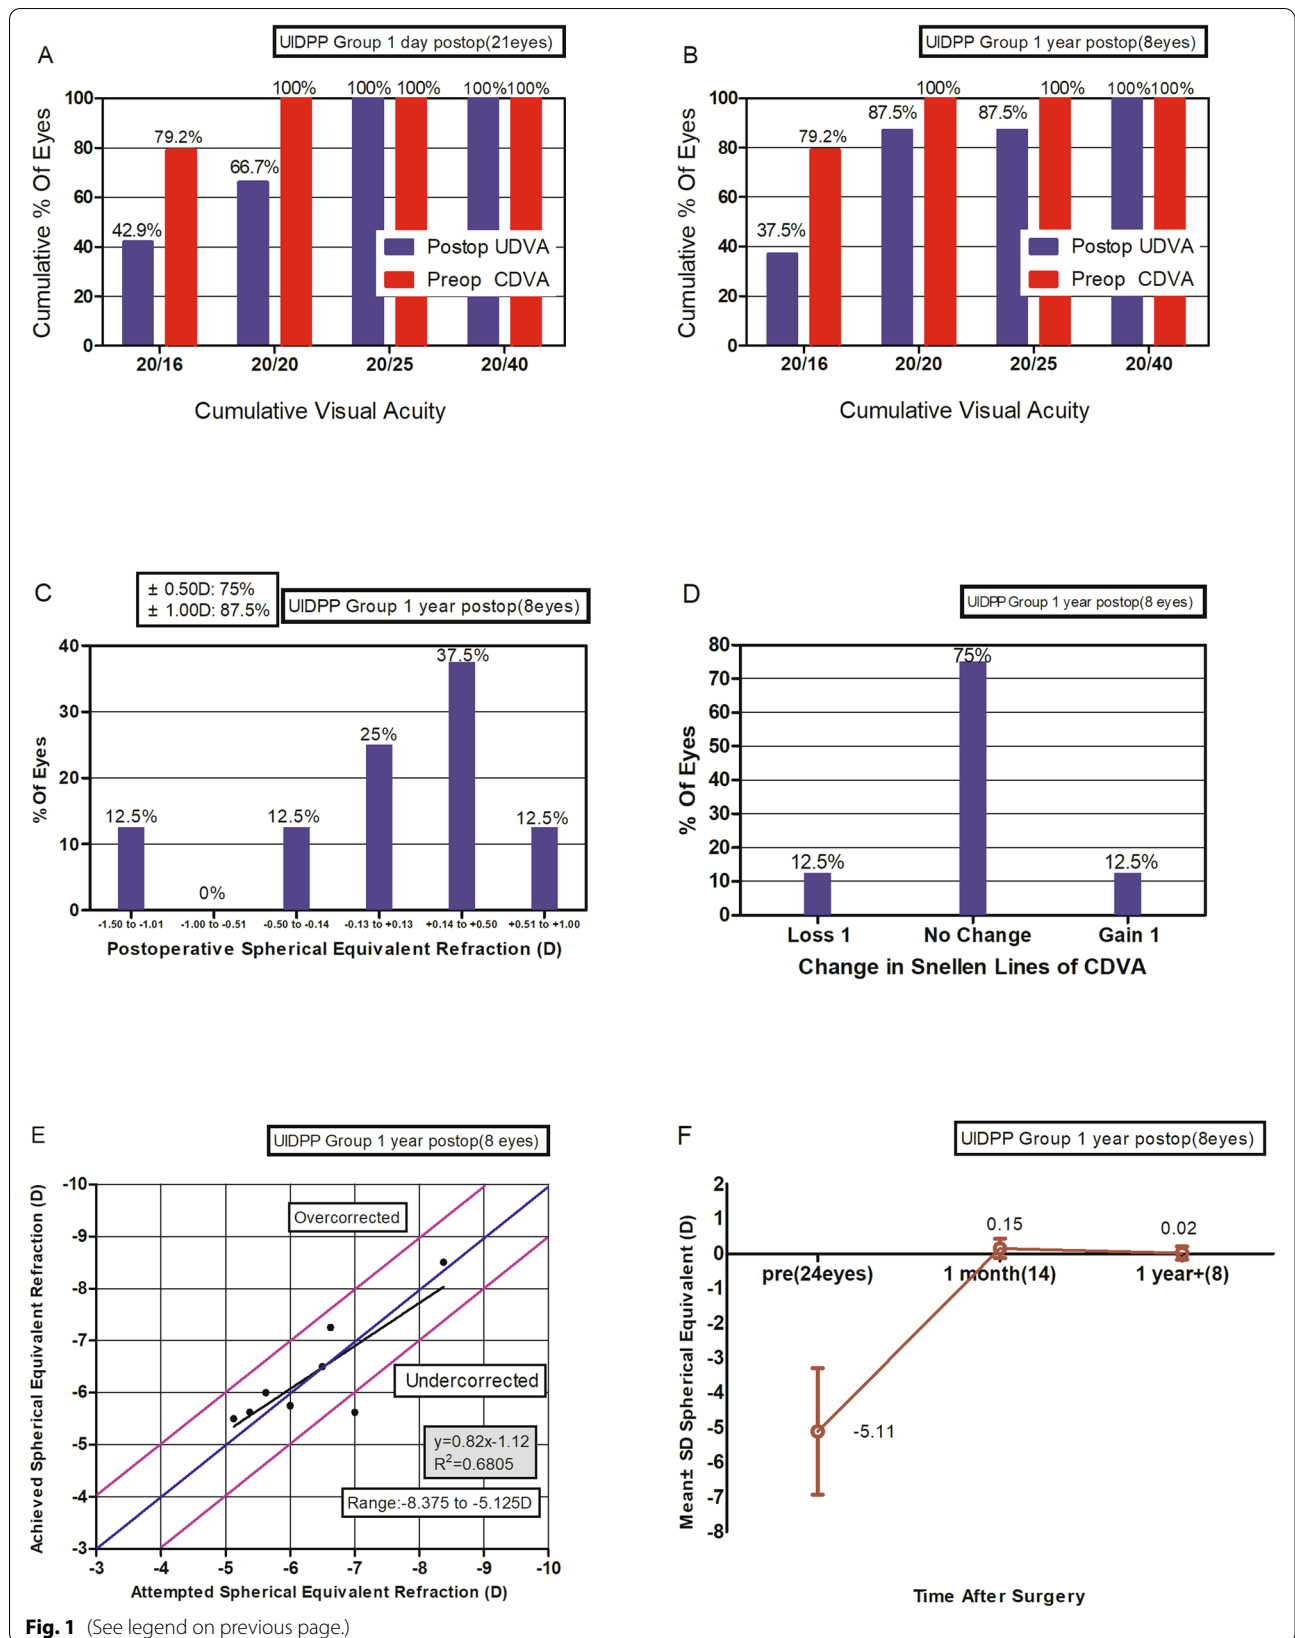 A
UIDPP Group 1 day postop(21eyes)
Cumulative % Of Eyes
100
80
60
40
20
0
42.9%
79.2%
66.7%
100%
100%
100%
100%
100%
Postop UDVA
Preop CDVA
20/16
20/20
20/25
20/40
Cumulative Visual Acuity
B
UIDPP Group 1 year postop(8eyes)
Cumulative % Of Eyes
100
80
60
40
20
0
37.5%
79.2%
87.5%
100%
87.5%
100%
100%
100%
Postop UDVA
Preop CDVA
20/16
20/20
20/25
20/40
Cumulative Visual Acuity
C
± 0.50D: 75%
± 1.00D: 87.5%
UIDPP Group 1 year postop(8eyes)
% Of Eyes
40
30
20
10
0
12.5%
0%
12.5%
25%
37.5%
12.5%
-1.50 to -1.01
-1.00 to -0.51
-0.50 to -0.14
-0.13 to +0.13
+0.14 to +0.50
+0.51 to +1.00
Postoperative Spherical Equivalent Refraction (D)
D
UIDPP Group 1 year postop(8 eyes)
% Of Eyes
80
70
60
50
40
30
20
10
0
12.5%
75%
12.5%
Loss 1
No Change
Gain 1
Change in Snellen Lines of CDVA
E
UIDPP Group 1 year postop(8 eyes)
Achieved Spherical Equivalent Refraction (D)
-10
-9
-8
-7
-6
-5
-4
-3
Overcorrected
Undercorrected
y=0.82x-1.12
R²=0.6805
Range:-8.375 to -5.125D
-3
-4
-5
-6
-7
-8
-9
-10
Attempted Spherical Equivalent Refraction (D)
F
UIDPP Group 1 year postop(8eyes)
Mean± SD Spherical Equivalent (D)
2
1
0
-1
-2
-3
-4
-5
-6
-7
-8
0.15
0.02
-5.11
pre(24eyes)
1 month(14)
1 year+(8)
Time After Surgery
Fig. 1 (See legend on previous page.)